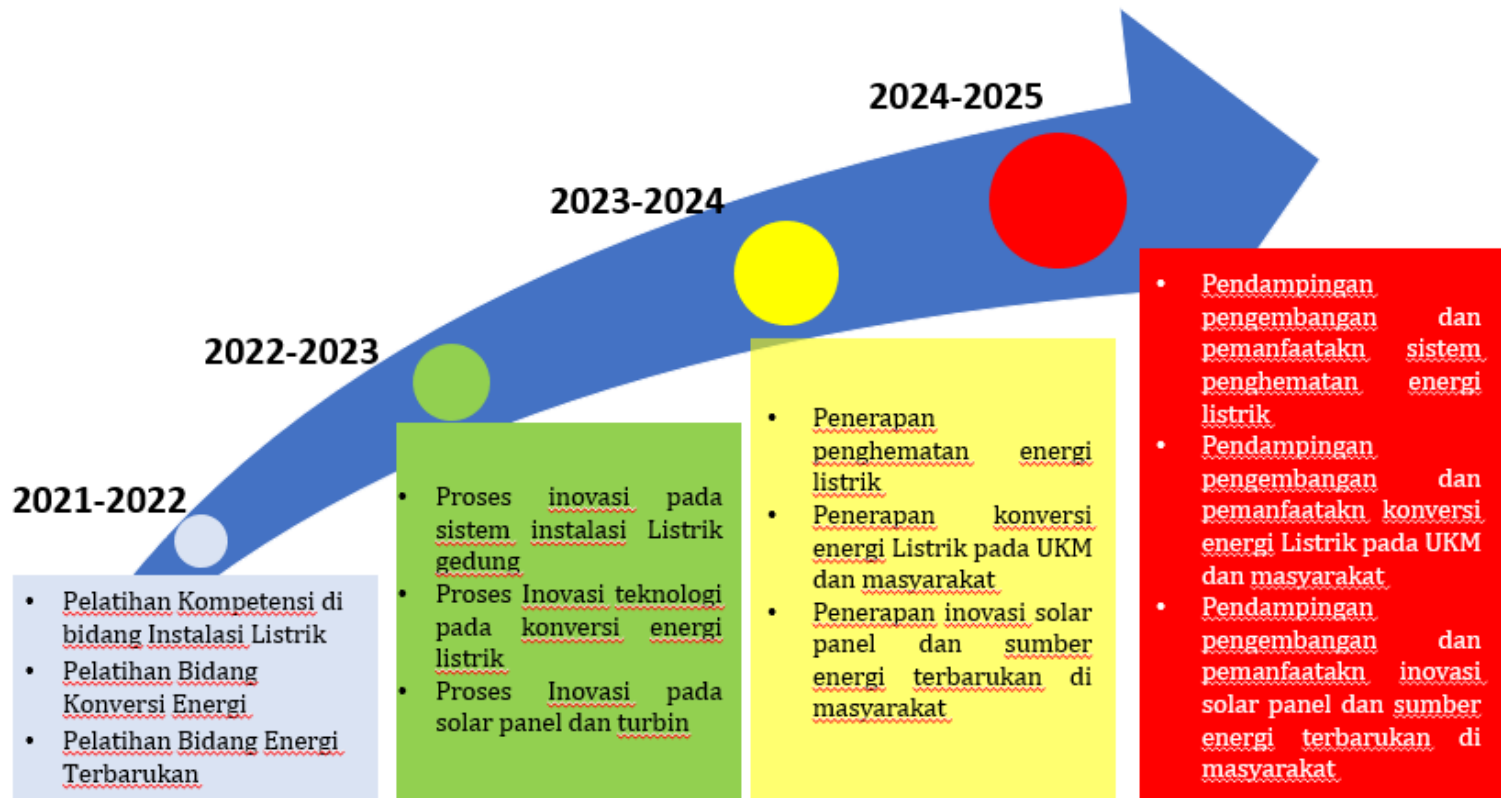 2021-2022
• Pelatihan Kompetensi di
bidang Instalasi Listrik
• Pelatihan Bidang
Konversi Energi
• Pelatihan Bidang Energi
Terbarukan
2022-2023
• Proses inovasi pada
sistem instalasi Listrik
gedung
• Proses Inovasi teknologi
pada konversi energi
listrik
• Proses Inovasi pada
solar panel dan turbin
2023-2024
• Penerapan
penghematan energi
listrik
• Penerapan konversi
energi Listrik pada UKM
dan masyarakat
• Penerapan inovasi solar
panel dan sumber
energi terbarukan di
masyarakat
2024-2025
• Pendampingan
pengembangan dan
pemanfaatakn sistem
penghematan energi
listrik
• Pendampingan
pengembangan dan
pemanfaatakn konversi
energi Listrik pada UKM
dan masyarakat
• Pendampingan
pengembangan dan
pemanfaatakn inovasi
solar panel dan sumber
energi terbarukan di
masyarakat